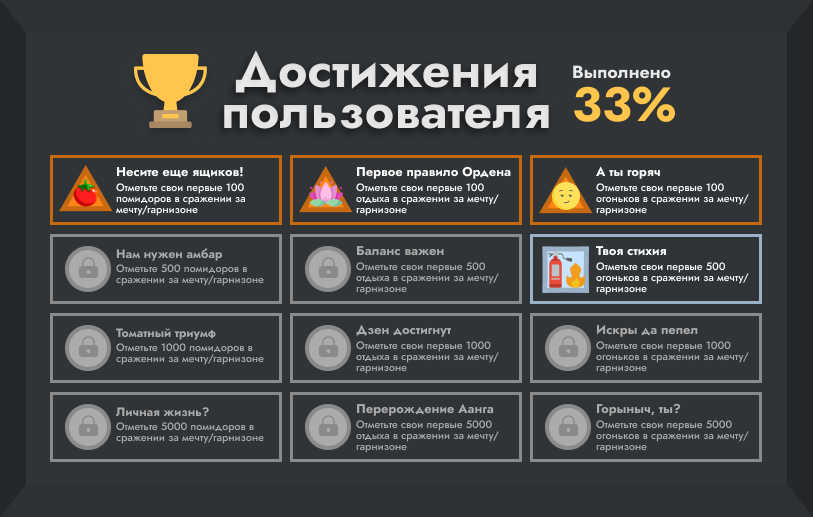 Достижения
пользователя
Выполнено
33%
Несите еще ящиков!
Отметьте свои первые 100
помидоров в сражении за
мечту/гарнизоне
Первое правило Ордена
Отметьте свои первые 100
отдыха в сражении за мечту/
гарнизоне
А ты горяч
Отметьте свои первые 100
огоньков в сражении за мечту/
гарнизоне
Нам нужен амбар
Отметьте 500 помидоров в
сражении за мечту/гарнизоне
Баланс важен
Отметьте свои первые 500
отдыха в сражении за мечту/
гарнизоне
Твоя стихия
Отметьте свои первые 500
огоньков в сражении за мечту/
гарнизоне
Томатный триумф
Отметьте 1000 помидоров в
сражении за мечту/гарнизоне
Дзен достигнут
Отметьте свои первые 1000
отдыха в сражении за мечту/
гарнизоне
Искры да пепел
Отметьте свои первые 1000
огоньков в сражении за мечту/
гарнизоне
Личная жизнь?
Отметьте 5000 помидоров в
сражении за мечту/гарнизоне
Перерождение Аанга
Отметьте свои первые 5000
отдыха в сражении за мечту/
гарнизоне
Горыныч, ты?
Отметьте свои первые 5000
огоньков в сражении за мечту/
гарнизоне